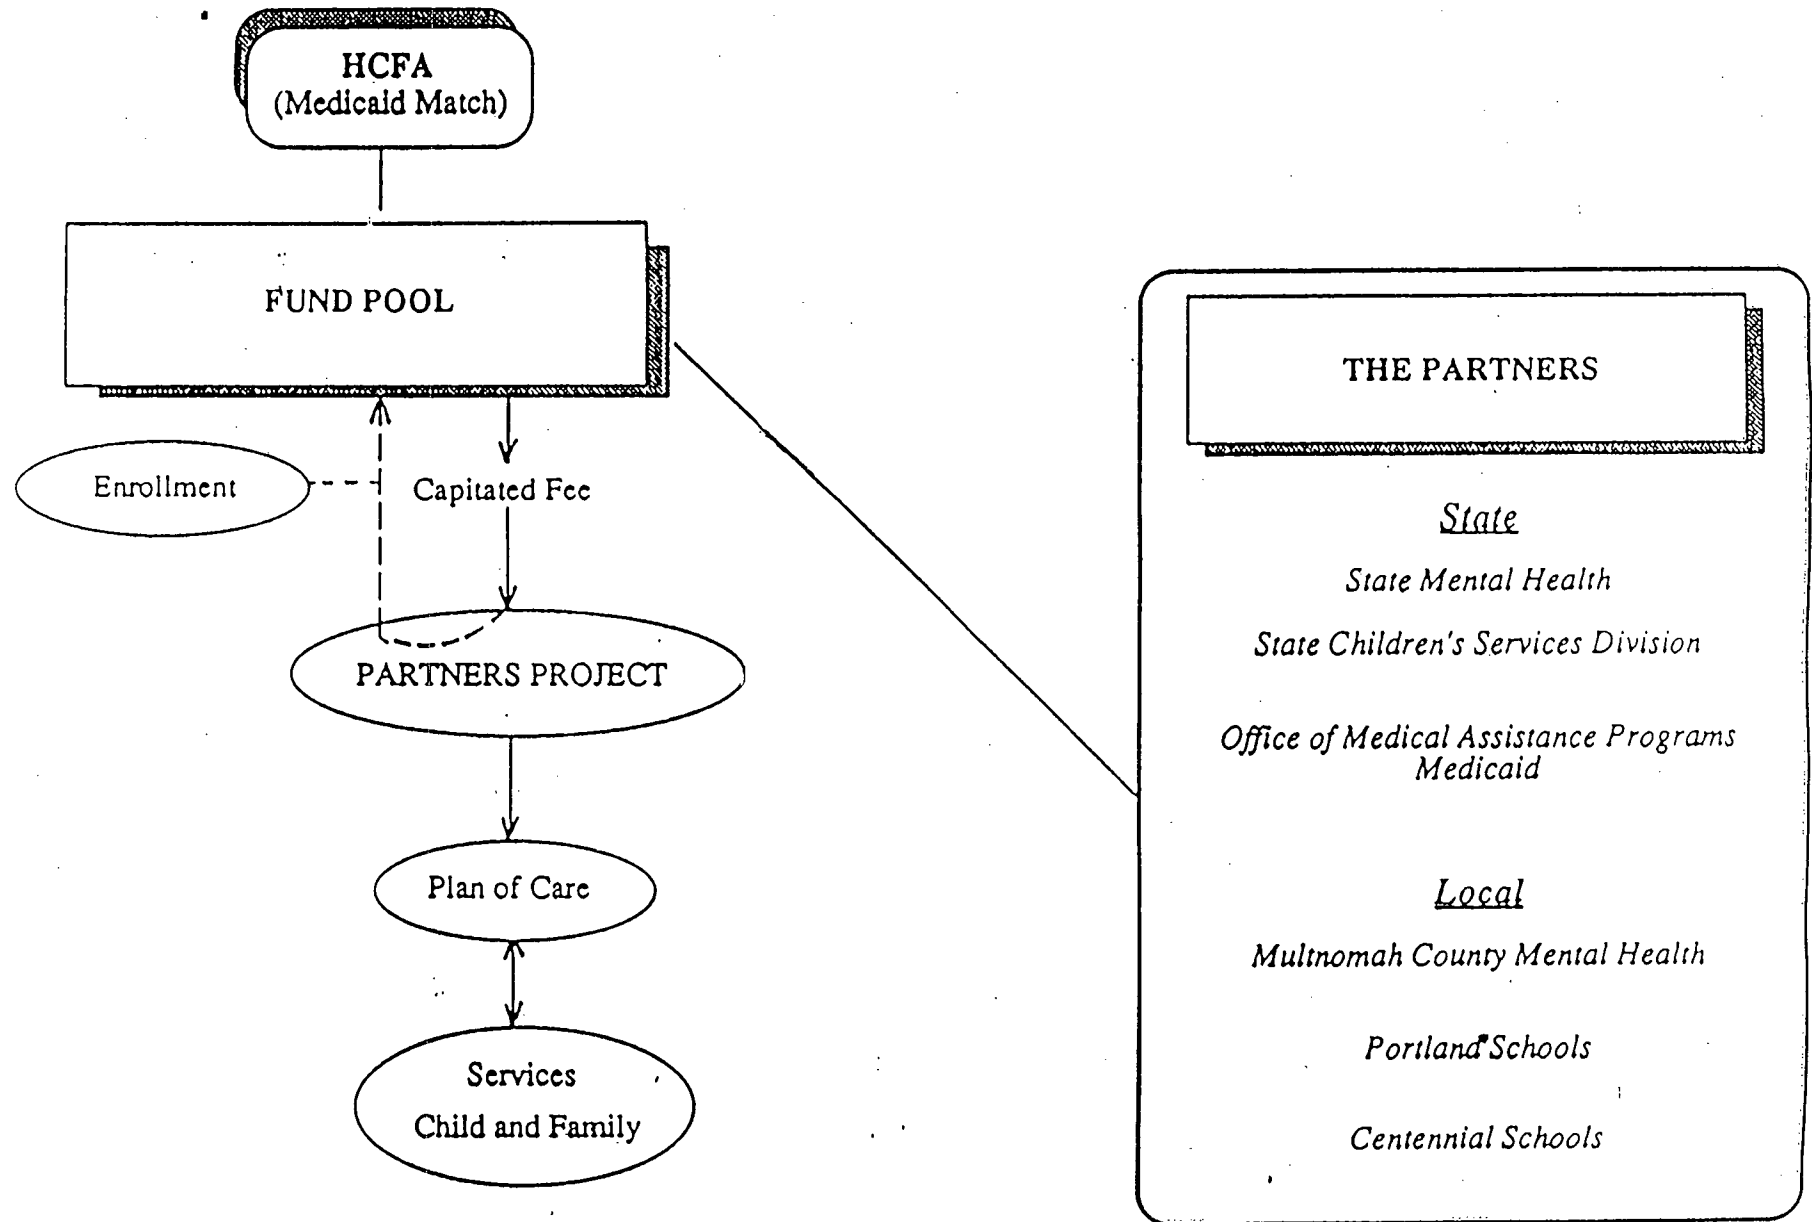 HCFA
(Medicaid Match)
FUND POOL
Enrollment
Capitated Fee
PARTNERS PROJECT
Plan of Care
Services
Child and Family
THE PARTNERS
State
State Mental Health
State Children's Services Division
Office of Medical Assistance Programs
Medicaid
Local
Multnomah County Mental Health
Portland Schools
Centennial Schools